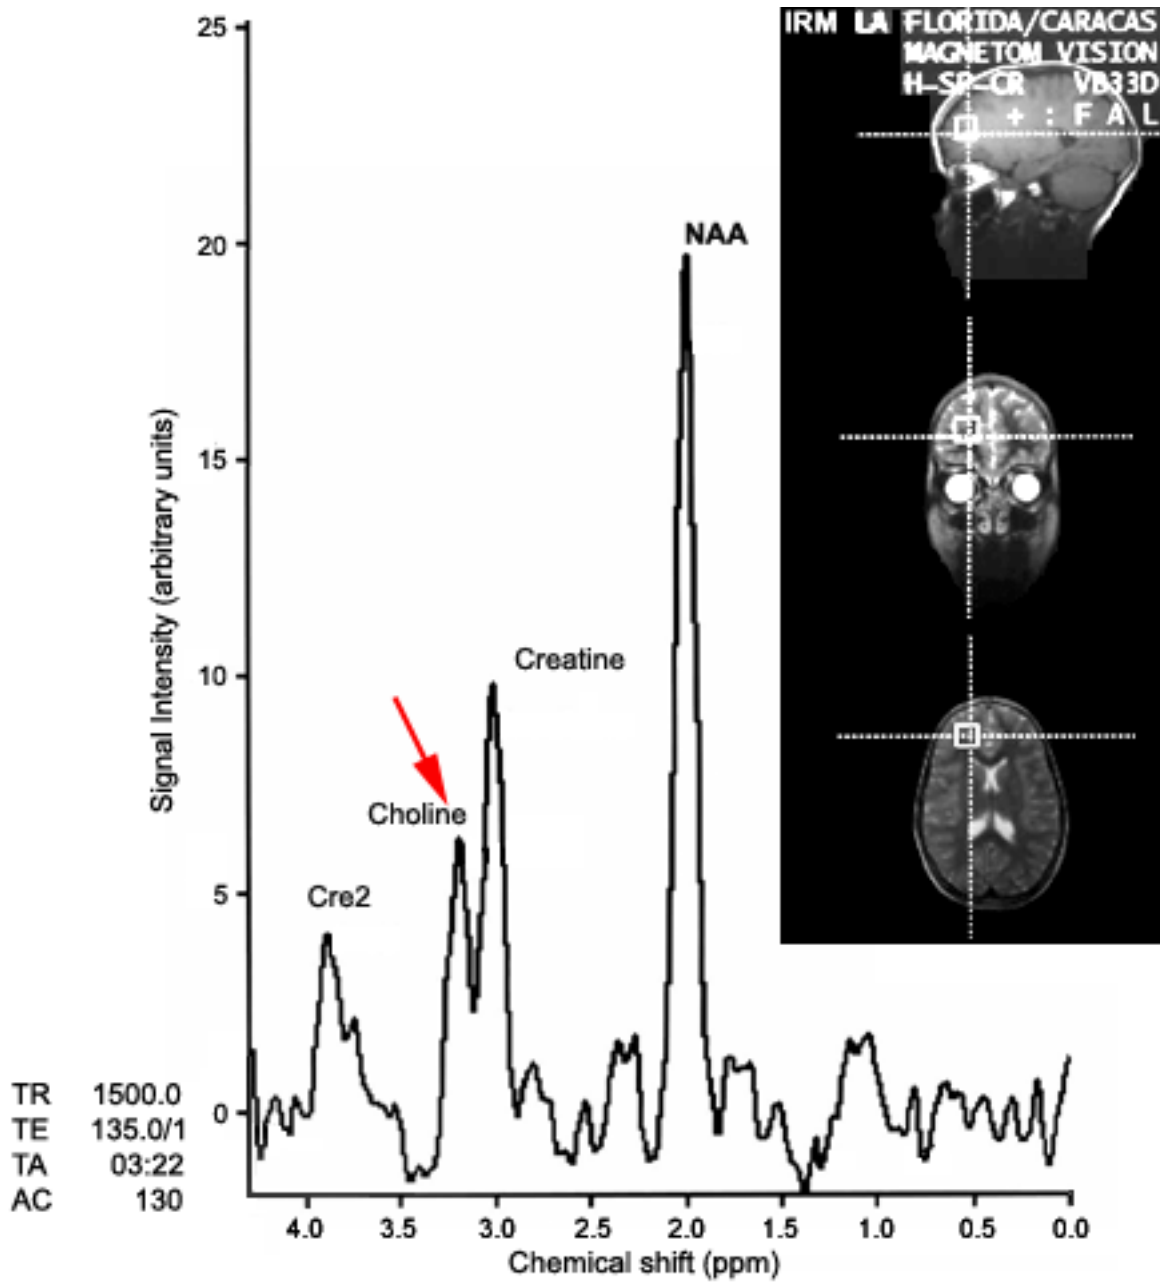 IRM LA FLORIDA/CARACAS
MAGNETOM VISION
H-SP-CR VB33D
+ : F A L
25
20
15
10
5
0
Signal Intensity (arbitrary units)
NAA
Creatine
Choline
Cre2
TR 1500.0
TE 135.0/1
TA 03:22
AC 130
4.0 3.5 3.0 2.5 2.0 1.5 1.0 0.5 0.0
Chemical shift (ppm)